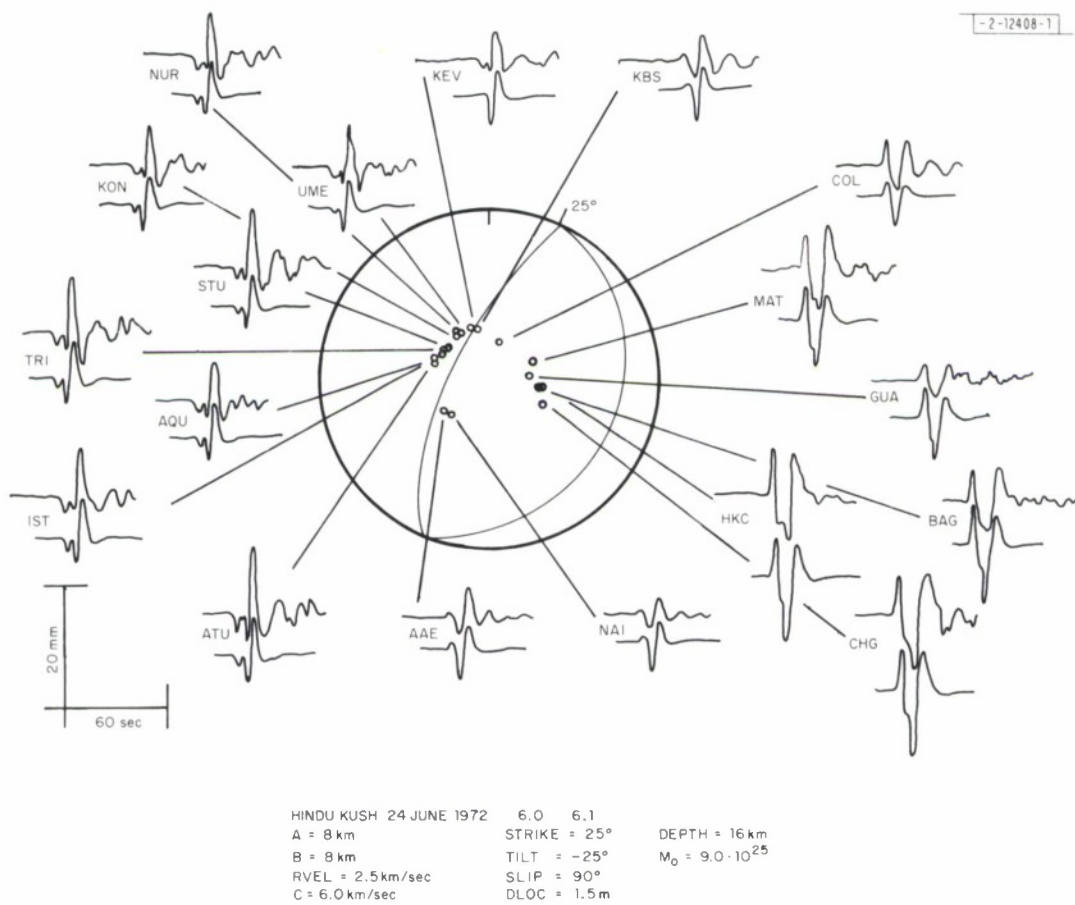 -2-12408-1
NUR
KEV
KBS
KON
UME
COL
25°
STU
MAT
TRI
GUA
AQU
IST
HKC
BAG
ATU
AAE
NAI
CHG
20 mm
60 sec
HINDU KUSH 24 JUNE 1972 6.0 6.1
A = 8 km STRIKE = 25° DEPTH = 16 km
B = 8 km TILT = -25° M₀ = 9.0·10²⁵
RVEL = 2.5 km/sec SLIP = 90°
C = 6.0 km/sec DLOC = 1.5 m